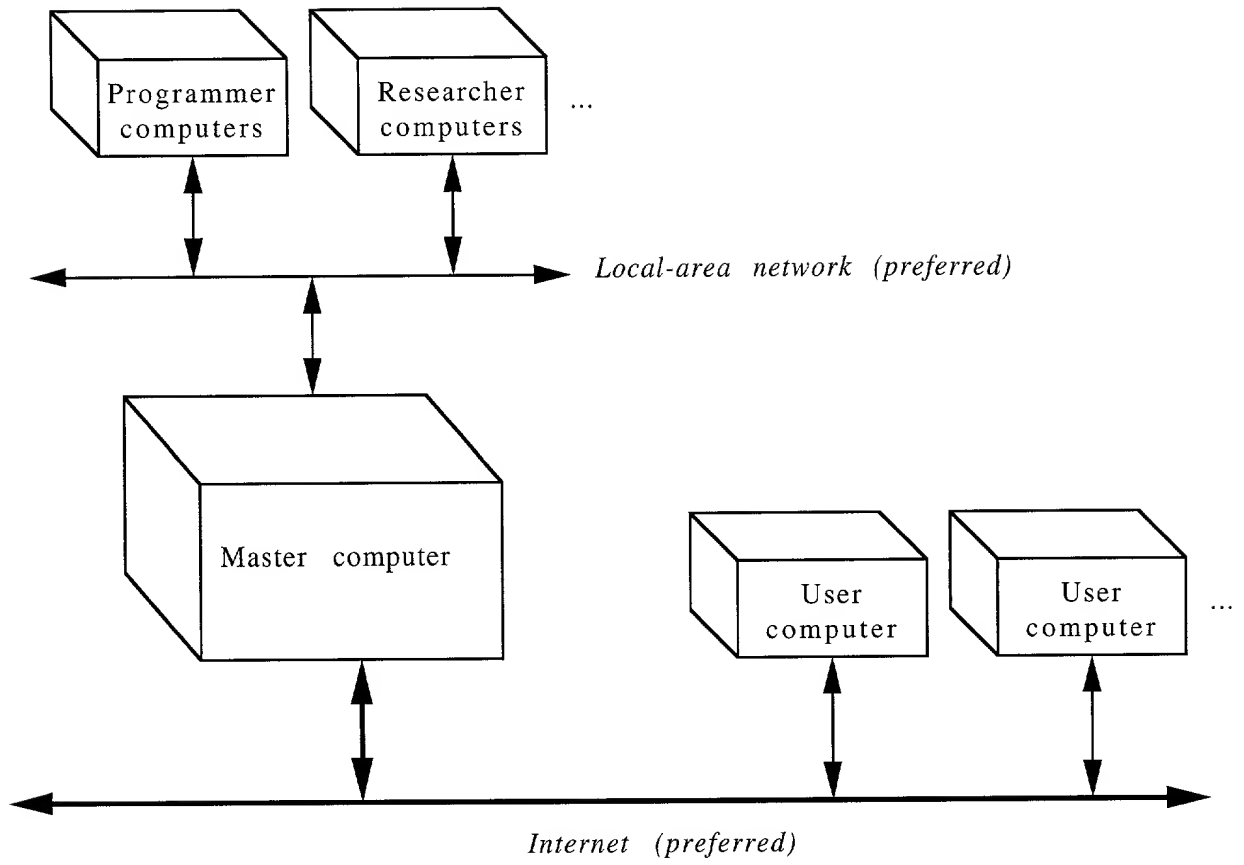 Programmer
computers
Researcher
computers
...
Local-area network (preferred)
Master computer
User
computer
User
computer
...
Internet (preferred)